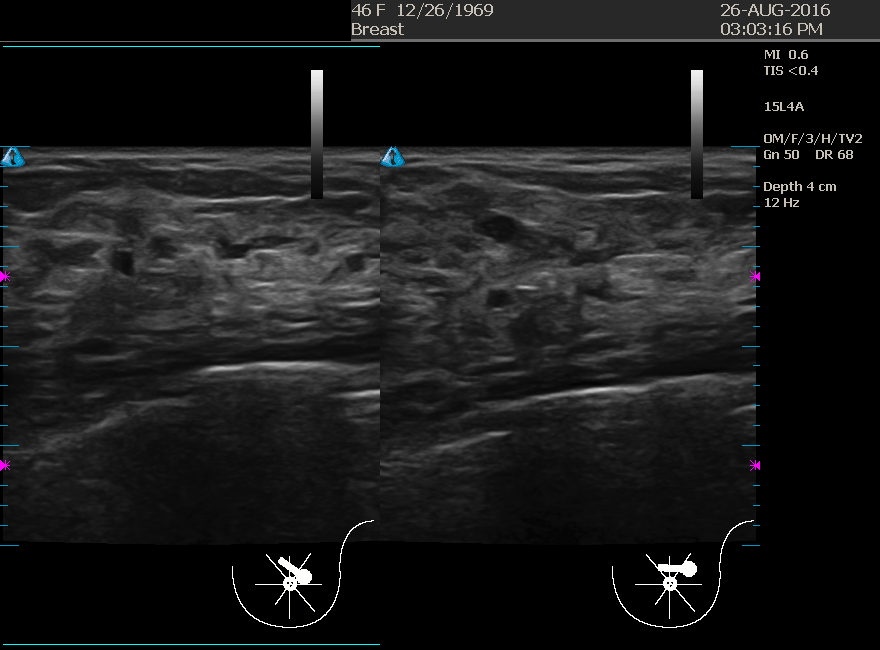 46 F 12/26/1969 26-AUG-2016
Breast 03:03:16 PM
MI 0.6
TIS <0.4
15L4A
OM/F/3/H/TV2
Gn 50 DR 68
Depth 4 cm
12 Hz